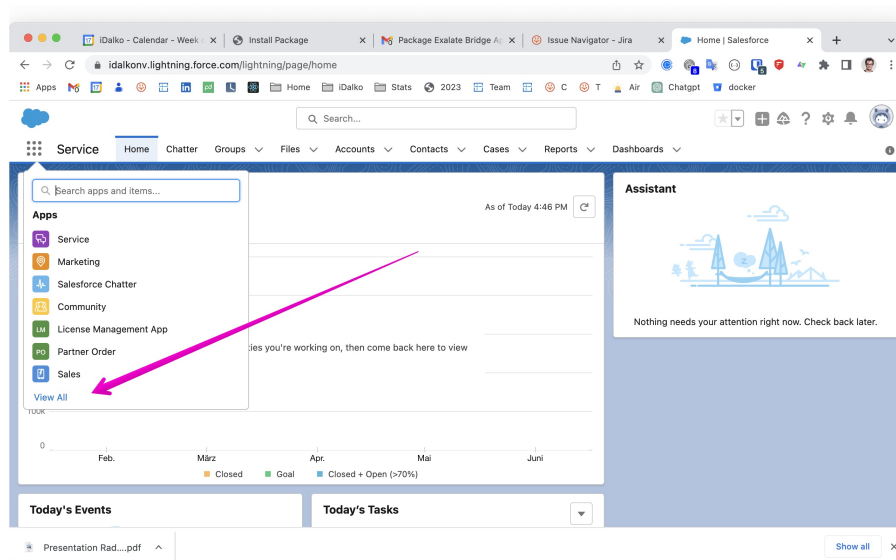 iDalko - Calendar - Week
Install Package
Package Exalate Bridge Ap
Issue Navigator - Jira
Home | Salesforce
idalkonv.lightning.force.com/lightning/page/home
Apps
Home
iDalko
Stats
2023
Team
C
T
Air
Chatgpt
docker
Search...
Service
Home
Chatter
Groups
Files
Accounts
Contacts
Cases
Reports
Dashboards
Search apps and items...
Apps
Service
Marketing
Salesforce Chatter
Community
LM
License Management App
PO
Partner Order
Sales
View All
As of Today 4:46 PM
ties you're working on, then come back here to view
100K
0
Feb.
März
Apr.
Mai
Juni
Closed
Goal
Closed + Open (>70%)
Assistant
Nothing needs your attention right now. Check back later.
Today's Events
Today's Tasks
Presentation Rad....pdf
Show all